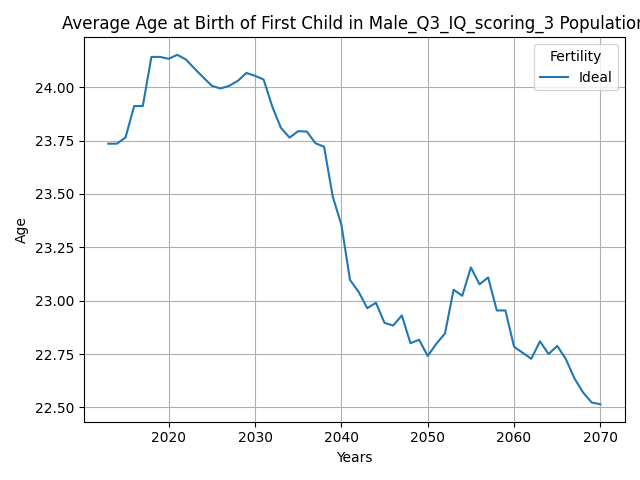 Average Age at Birth of First Child in Male_Q3_IQ_scoring_3 Population
Fertility
Ideal
24.00
23.75
23.50
23.25
23.00
22.75
22.50
Age
2020 2030 2040 2050 2060 2070
Years